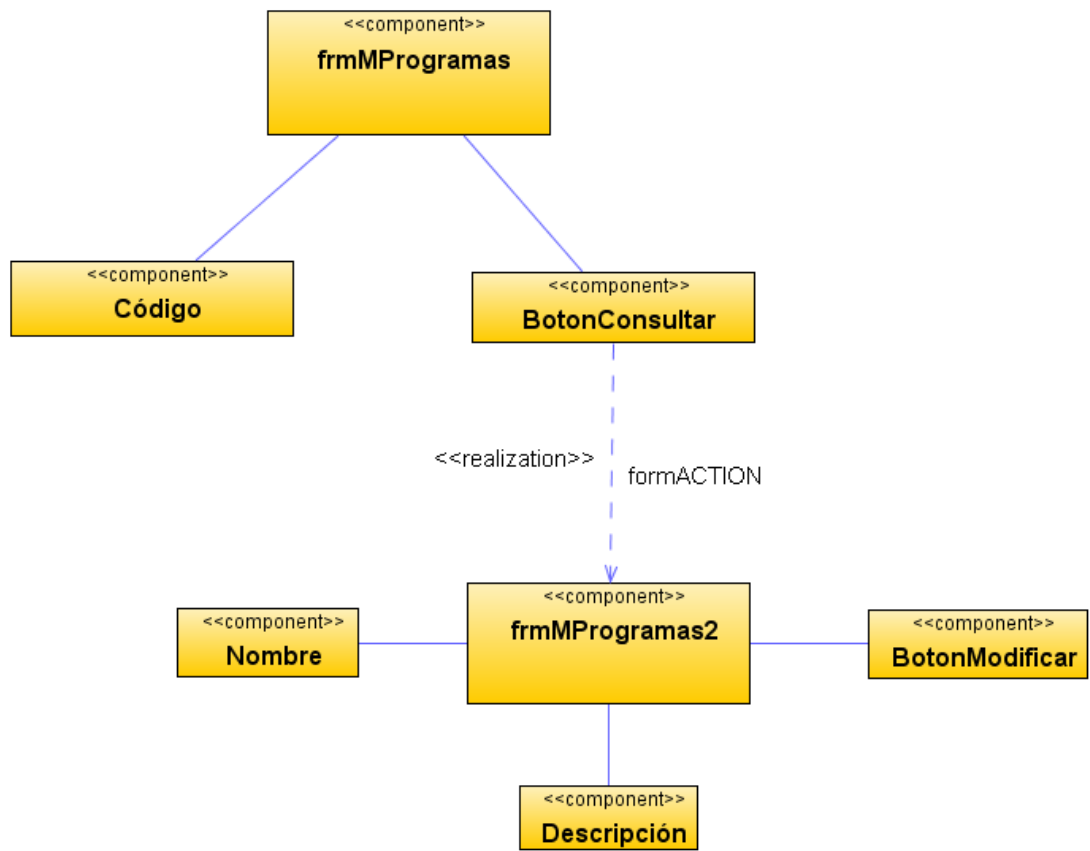 <<component>>
frmMProgramas
<<component>>
Código
<<component>>
BotonConsultar
<<realization>>
formACTION
<<component>>
Nombre
<<component>>
frmMProgramas2
<<component>>
BotonModificar
<<component>>
Descripción